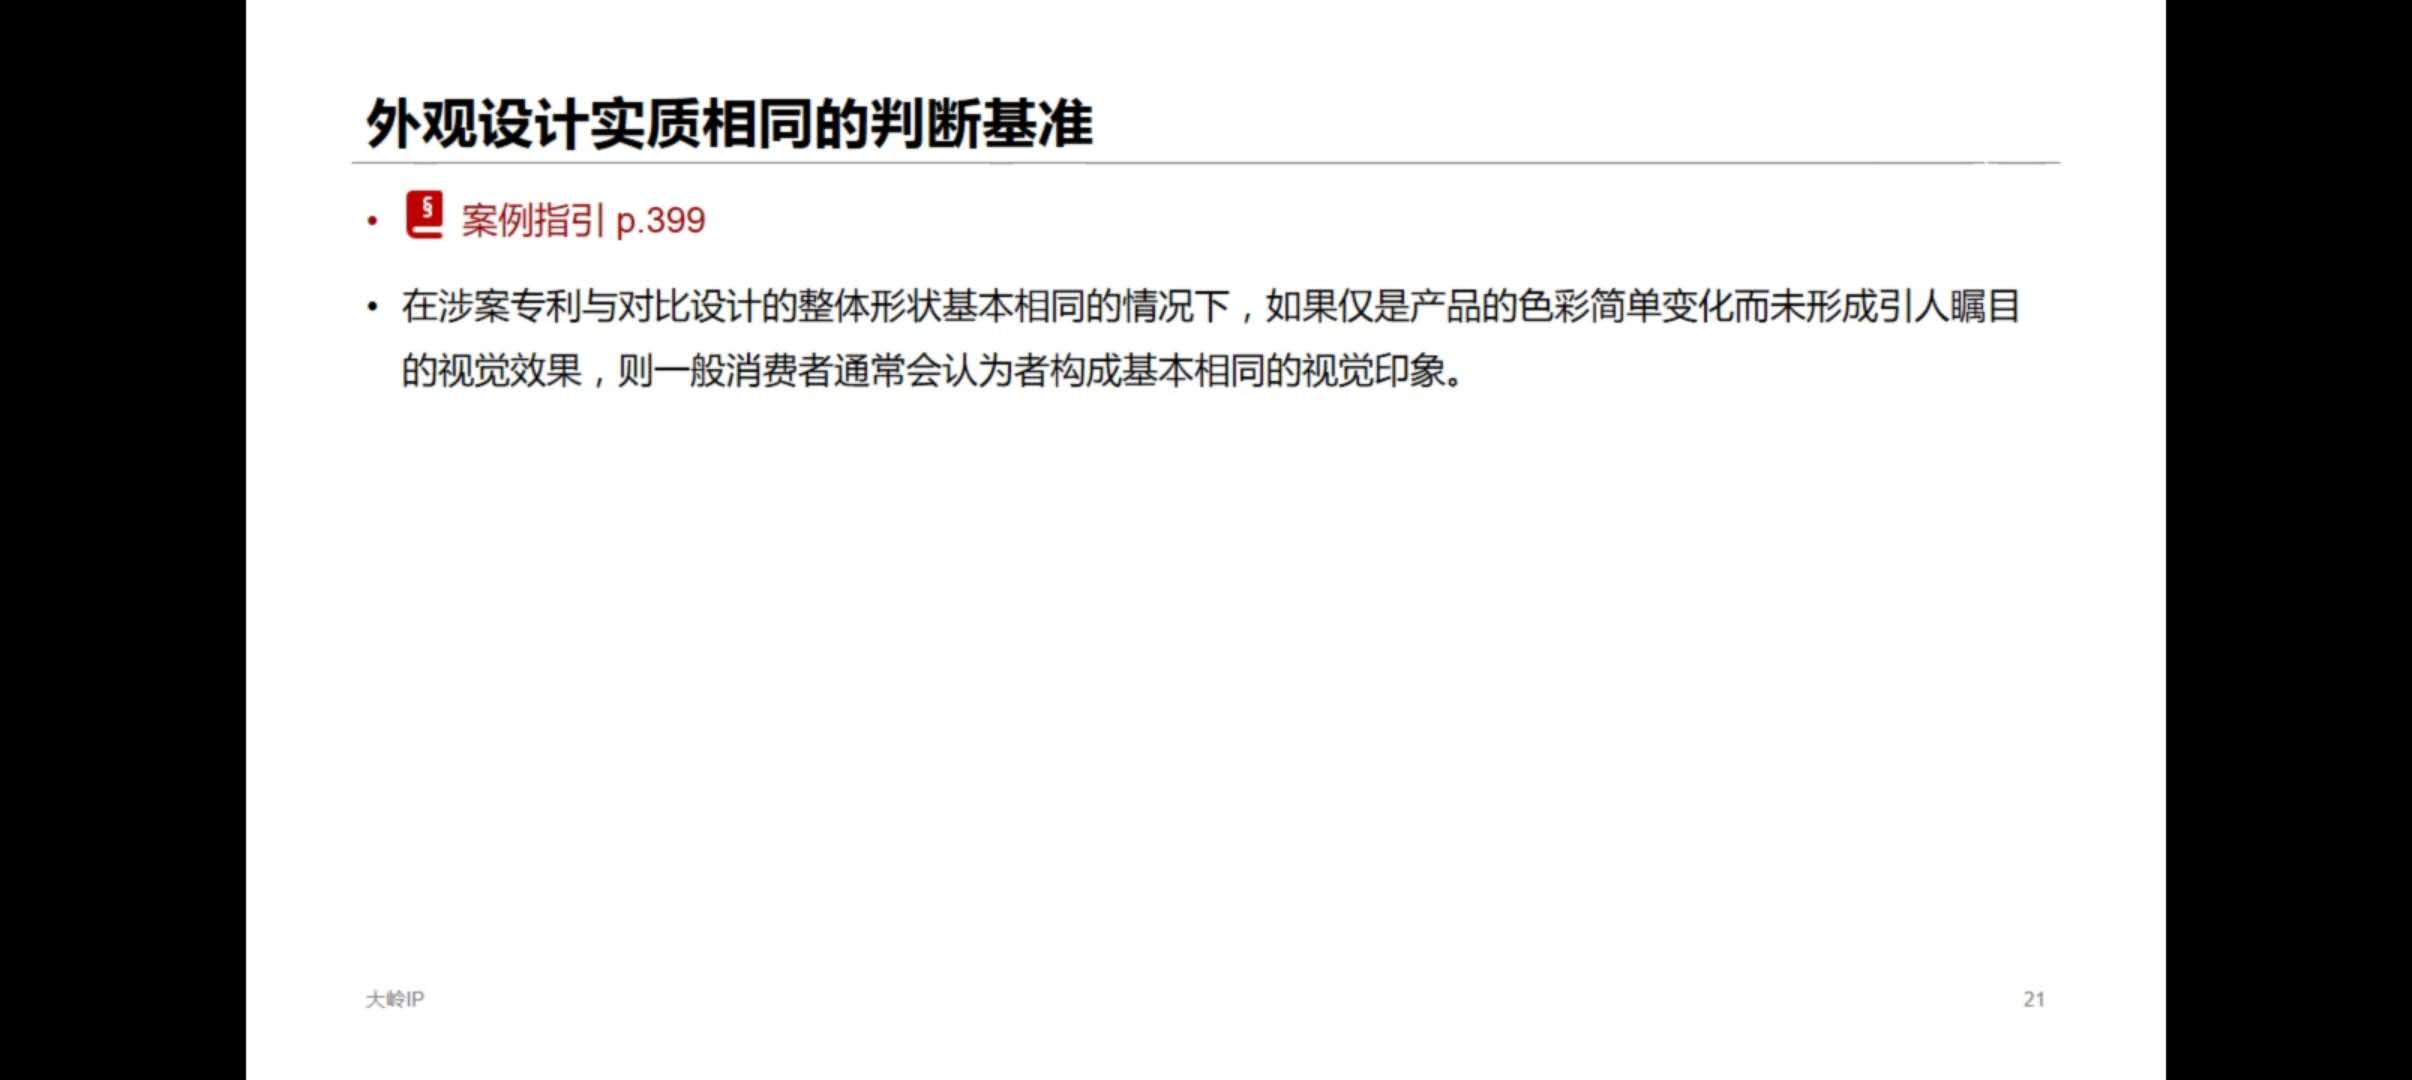 外观设计实质相同的判断基准
• § 案例指引 p.399
• 在涉案专利与对比设计的整体形状基本相同的情况下，如果仅是产品的色彩简单变化而未形成引人瞩目
的视觉效果，则一般消费者通常会认为者构成基本相同的视觉印象。
大岭IP
21